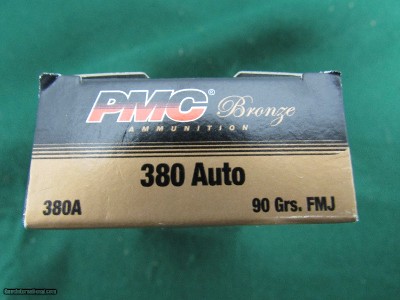 PMC® Bronze
AMMUNITION
380 Auto
380A 90 Grs. FMJ